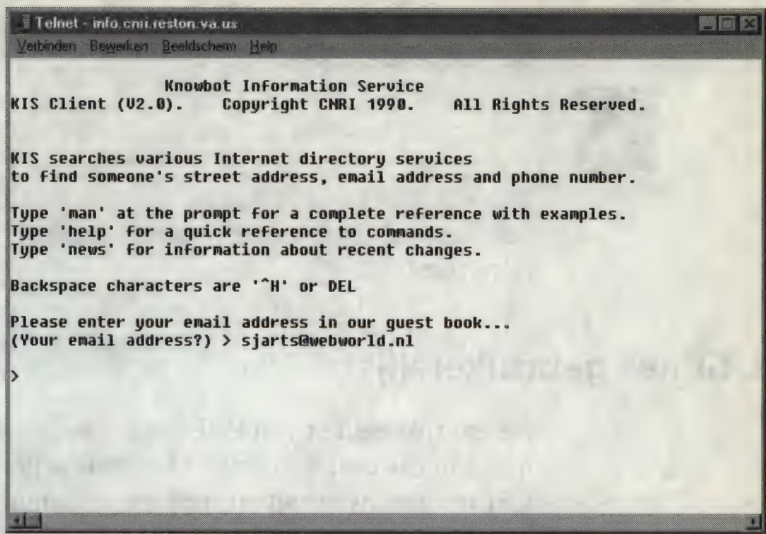 Telnet - info.cnri.reston.va.us
Verbinden Bewerken Beeldscherm Help
Knowbot Information Service
KIS Client (V2.0). Copyright CNRI 1990. All Rights Reserved.
KIS searches various Internet directory services
to find someone's street address, email address and phone number.
Type 'man' at the prompt for a complete reference with examples.
Type 'help' for a quick reference to commands.
Type 'news' for information about recent changes.
Backspace characters are '^H' or DEL
Please enter your email address in our guest book...
(Your email address?) > sjarts@webworld.nl
>